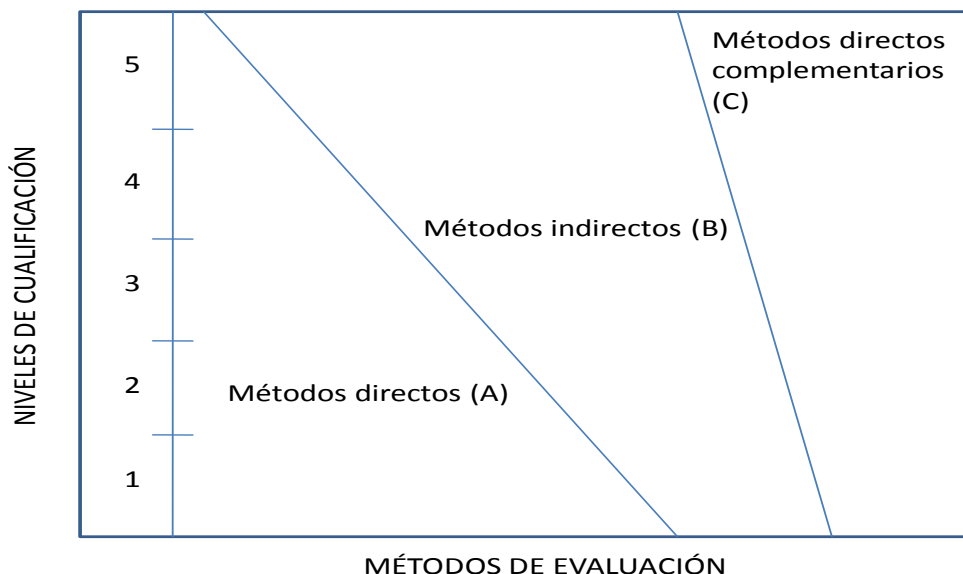 NIVELES DE CUALIFICACIÓN
5
4
3
2
1
Métodos directos
complementarios
(C)
Métodos indirectos (B)
Métodos directos (A)
MÉTODOS DE EVALUACIÓN